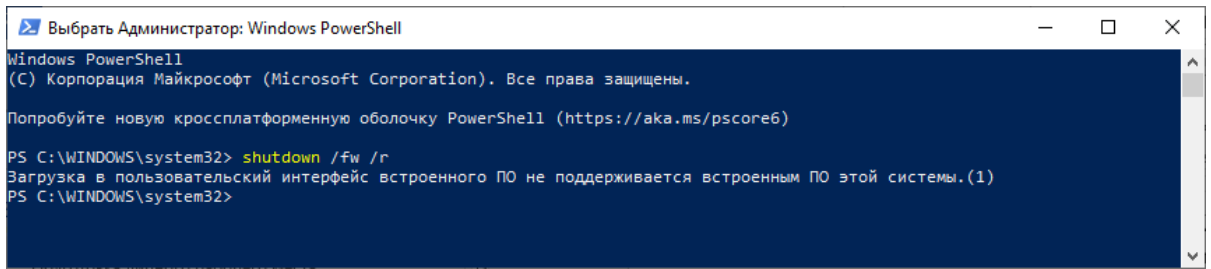 Выбрать Администратор: Windows PowerShell
Windows PowerShell
(C) Корпорация Майкрософт (Microsoft Corporation). Все права защищены.
Попробуйте новую кроссплатформенную оболочку PowerShell (https://aka.ms/pscore6)
PS C:\WINDOWS\system32> shutdown /fw /r
Загрузка в пользовательский интерфейс встроенного ПО не поддерживается встроенным ПО этой системы.(1)
PS C:\WINDOWS\system32>